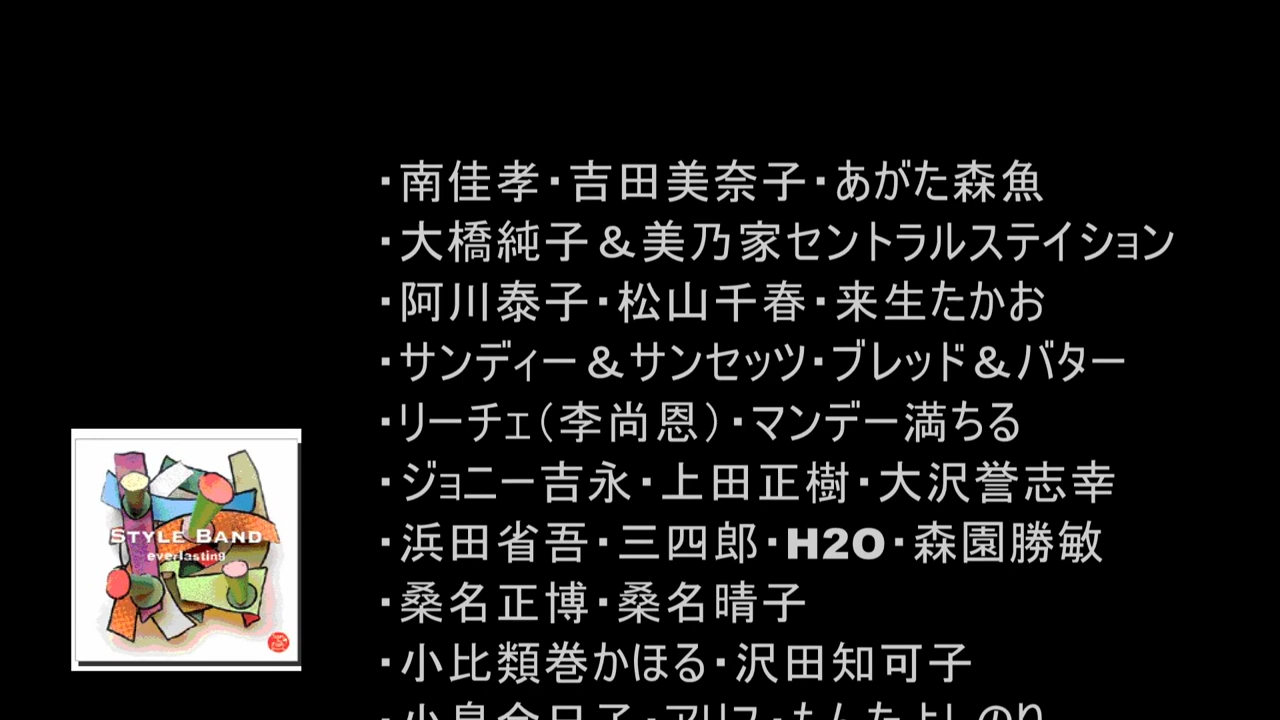 ・南佳孝・吉田美奈子・あがた森魚
・大橋純子＆美乃家セントラルステイション
・阿川泰子・松山千春・来生たかお
・サンディー＆サンセッツ・ブレッド＆バター
・リーチェ（李尚恩）・マンデー満ちる
・ジョニー吉永・上田正樹・大沢誉志幸
・浜田省吾・三四郎・H2O・森園勝敏
・桑名正博・桑名晴子
・小比類巻かほる・沢田知可子
STYLE BAND
everlasting